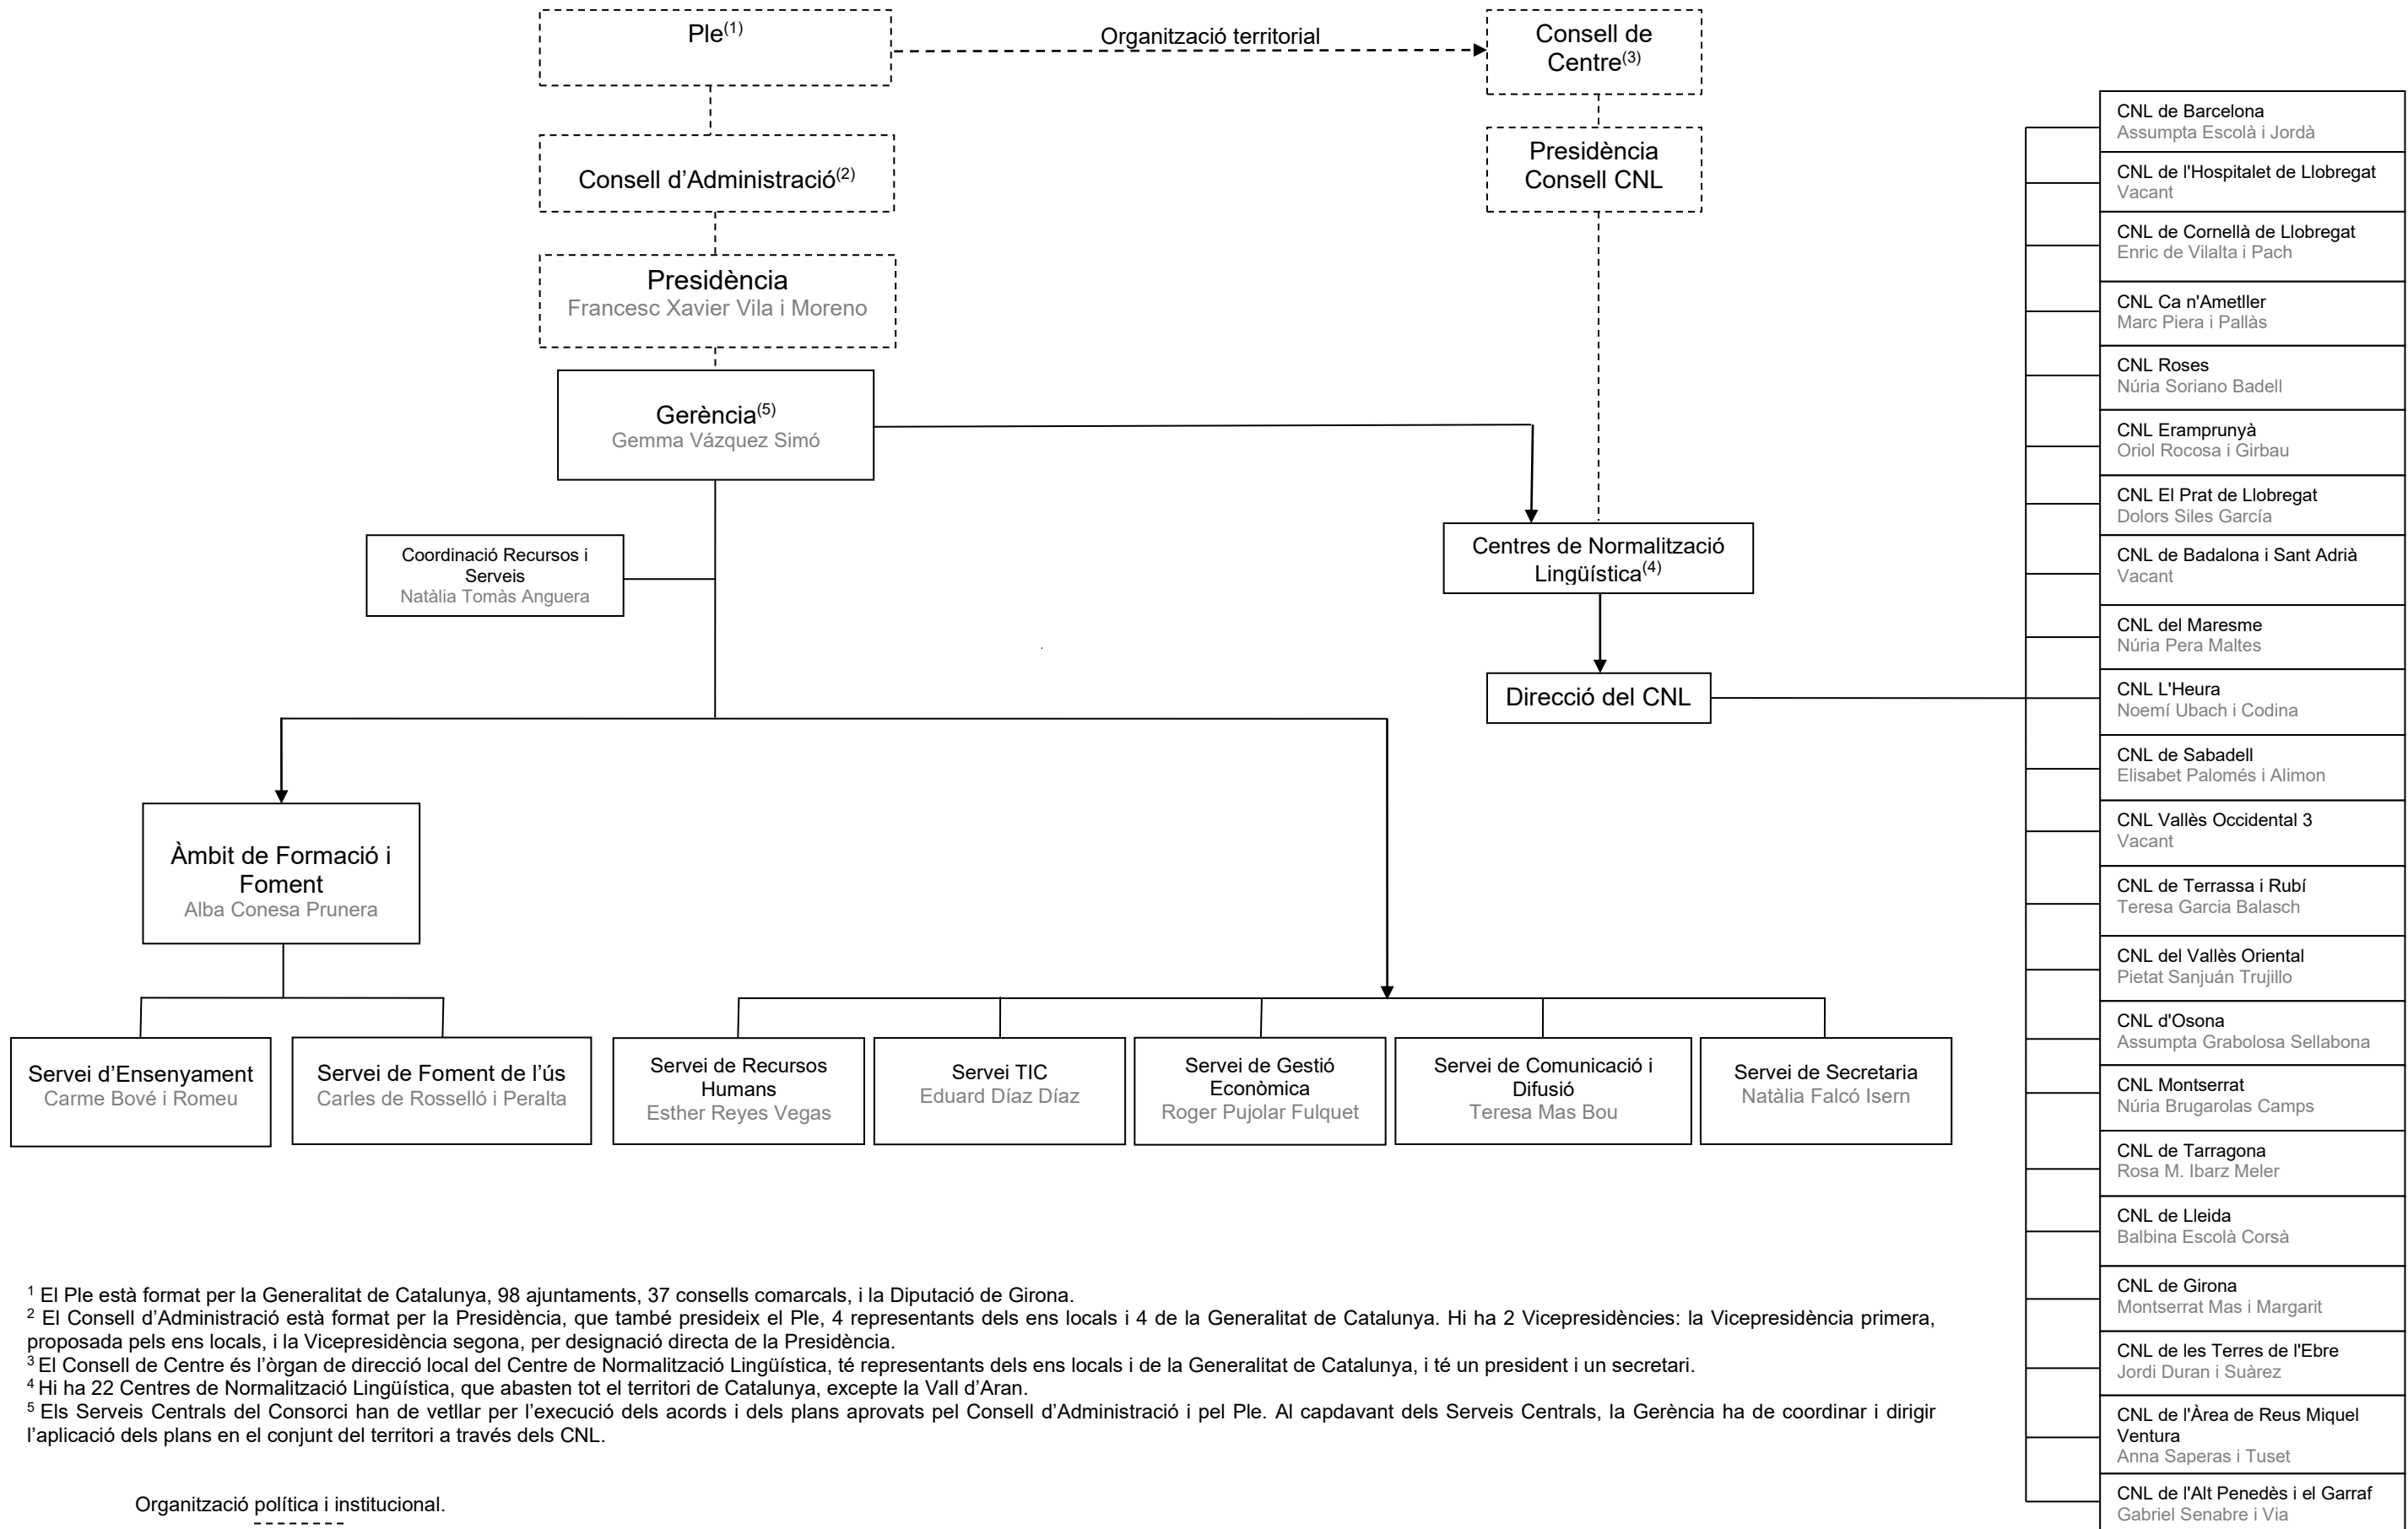 Ple(1)
Organització territorial
Consell de
Centre(3)
Consell d’Administració(2)
Presidència
Consell CNL
Presidència
Francesc Xavier Vila i Moreno
Gerència(5)
Gemma Vázquez Simó
Coordinació Recursos i
Serveis
Natàlia Tomàs Anguera
Centres de Normalització
Lingüística(4)
Direcció del CNL
Àmbit de Formació i
Foment
Alba Conesa Prunera
Servei d’Ensenyament
Carme Bové i Romeu
Servei de Foment de l’ús
Carles de Rosselló i Peralta
Servei de Recursos
Humans
Esther Reyes Vegas
Servei TIC
Eduard Díaz Díaz
Servei de Gestió
Econòmica
Roger Pujolar Fulquet
Servei de Comunicació i
Difusió
Teresa Mas Bou
Servei de Secretaria
Natàlia Falcó Isern
CNL de Barcelona
Assumpta Escolà i Jordà
CNL de l'Hospitalet de Llobregat
Vacant
CNL de Cornellà de Llobregat
Enric de Vilalta i Pach
CNL Ca n'Ametller
Marc Piera i Pallàs
CNL Roses
Núria Soriano Badell
CNL Eramprunyà
Oriol Rocosa i Girbau
CNL El Prat de Llobregat
Dolors Siles García
CNL de Badalona i Sant Adrià
Vacant
CNL del Maresme
Núria Pera Maltes
CNL L'Heura
Noemí Ubach i Codina
CNL de Sabadell
Elisabet Palomés i Alimon
CNL Vallès Occidental 3
Vacant
CNL de Terrassa i Rubí
Teresa Garcia Balasch
CNL del Vallès Oriental
Pietat Sanjuán Trujillo
CNL d'Osona
Assumpta Grabolosa Sellabona
CNL Montserrat
Núria Brugarolas Camps
CNL de Tarragona
Rosa M. Ibarz Meler
CNL de Lleida
Balbina Escolà Corsà
CNL de Girona
Montserrat Mas i Margarit
CNL de les Terres de l'Ebre
Jordi Duran i Suàrez
CNL de l'Àrea de Reus Miquel
Ventura
Anna Saperas i Tuset
CNL de l'Alt Penedès i el Garraf
Gabriel Senabre i Via
1 El Ple està format per la Generalitat de Catalunya, 98 ajuntaments, 37 consells comarcals, i la Diputació de Girona.
2 El Consell d’Administració està format per la Presidència, que també presideix el Ple, 4 representants dels ens locals i 4 de la Generalitat de Catalunya. Hi ha 2 Vicepresidències: la Vicepresidència primera,
proposada pels ens locals, i la Vicepresidència segona, per designació directa de la Presidència.
3 El Consell de Centre és l’òrgan de direcció local del Centre de Normalització Lingüística, té representants dels ens locals i de la Generalitat de Catalunya, i té un president i un secretari.
4 Hi ha 22 Centres de Normalització Lingüística, que abasten tot el territori de Catalunya, excepte la Vall d’Aran.
5 Els Serveis Centrals del Consorci han de vetllar per l’execució dels acords i dels plans aprovats pel Consell d’Administració i pel Ple. Al capdavant dels Serveis Centrals, la Gerència ha de coordinar i dirigir
l’aplicació dels plans en el conjunt del territori a través dels CNL.
Organització política i institucional.